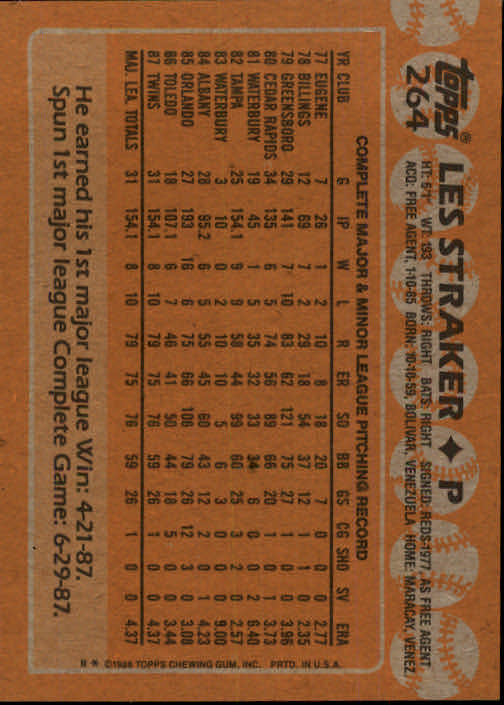 topps
264
LES STRAKER ◆ P
HT: 6'1" WT: 193 THROWS: RIGHT BATS: RIGHT SIGNED: REDS-1977, AS FREE AGENT
ACQ: FREE AGENT, 1-10-85 BORN: 10-10-59, BOLIVAR, VENEZUELA HOME: MARACAY, VENEZ.
COMPLETE MAJOR & MINOR LEAGUE PITCHING RECORD
YR CLUB G IP W L R ER SO BB GS CG SHO SV ERA
77 EUGENE 7 26 1 2 10 8 18 20 7 0 0 0 2.77
78 BILLINGS 12 69 7 2 29 18 54 37 12 1 1 0 2.35
79 GREENSBORO 29 141 7 10 83 62 121 75 27 7 1 0 3.96
80 CEDAR RAPIDS 34 135 6 5 74 56 89 66 20 1 0 1 3.73
81 WATERBURY 19 45 1 5 35 32 33 34 6 0 0 2 6.40
82 TAMPA 25 154.1 9 9 58 44 99 60 25 3 2 0 2.57
83 WATERBURY 3 10 0 2 10 10 5 6 3 0 0 0 9.00
84 ALBANY 28 95.2 6 5 55 45 60 43 12 2 0 1 4.23
85 ORLANDO 27 193 16 6 75 66 106 79 26 12 3 0 3.08
86 TOLEDO 18 107.1 6 7 46 41 50 44 18 5 0 0 3.44
87 TWINS 31 154.1 8 10 79 75 76 59 26 1 0 0 4.37
MAJ. LEA. TOTALS 31 154.1 8 10 79 75 76 59 26 1 0 0 4.37
He earned his 1st major league Win: 4-21-87.
Spun 1st major league Complete Game: 6-29-87.
©1988 TOPPS CHEWING GUM, INC. PRTD. IN U.S.A.